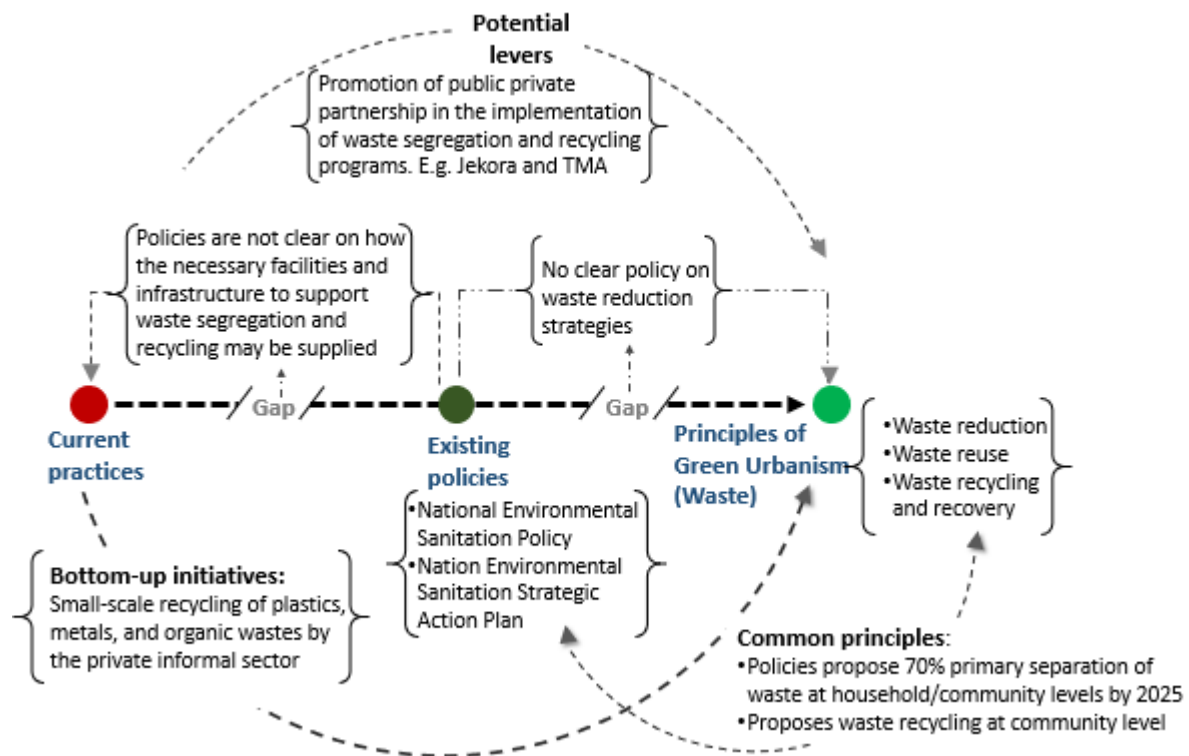 Potential
levers
Promotion of public private
partnership in the implementation
of waste segregation and recycling
programs. E.g. Jekora and TMA
Policies are not clear on how
the necessary facilities and
infrastructure to support
waste segregation and
recycling may be supplied
No clear policy on
waste reduction
strategies
Gap
Gap
Current
practices
Existing
policies
Principles of
Green Urbanism
(Waste)
•Waste reduction
•Waste reuse
•Waste recycling
and recovery
•National Environmental
Sanitation Policy
•Nation Environmental
Sanitation Strategic
Action Plan
Bottom-up initiatives:
Small-scale recycling of plastics,
metals, and organic wastes by
the private informal sector
Common principles:
•Policies propose 70% primary separation of
waste at household/community levels by 2025
•Proposes waste recycling at community level